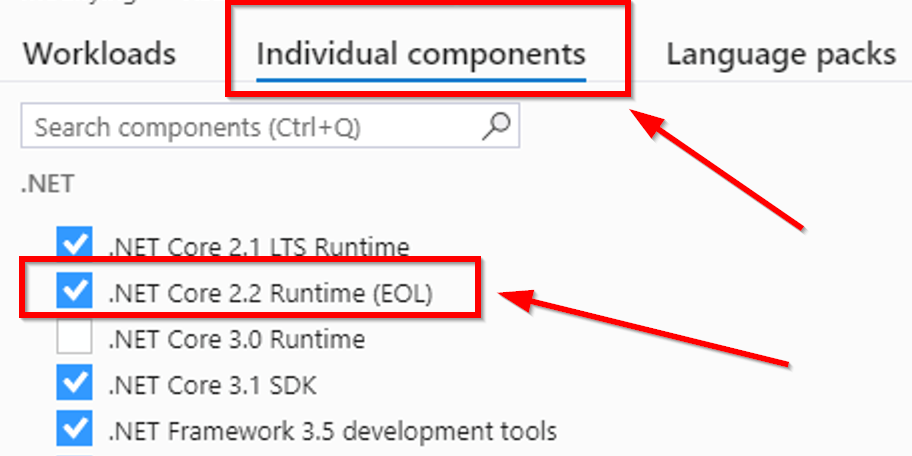 Workloads
Individual components
Language packs
Search components (Ctrl+Q)
.NET
.NET Core 2.1 LTS Runtime
.NET Core 2.2 Runtime (EOL)
.NET Core 3.0 Runtime
.NET Core 3.1 SDK
.NET Framework 3.5 development tools